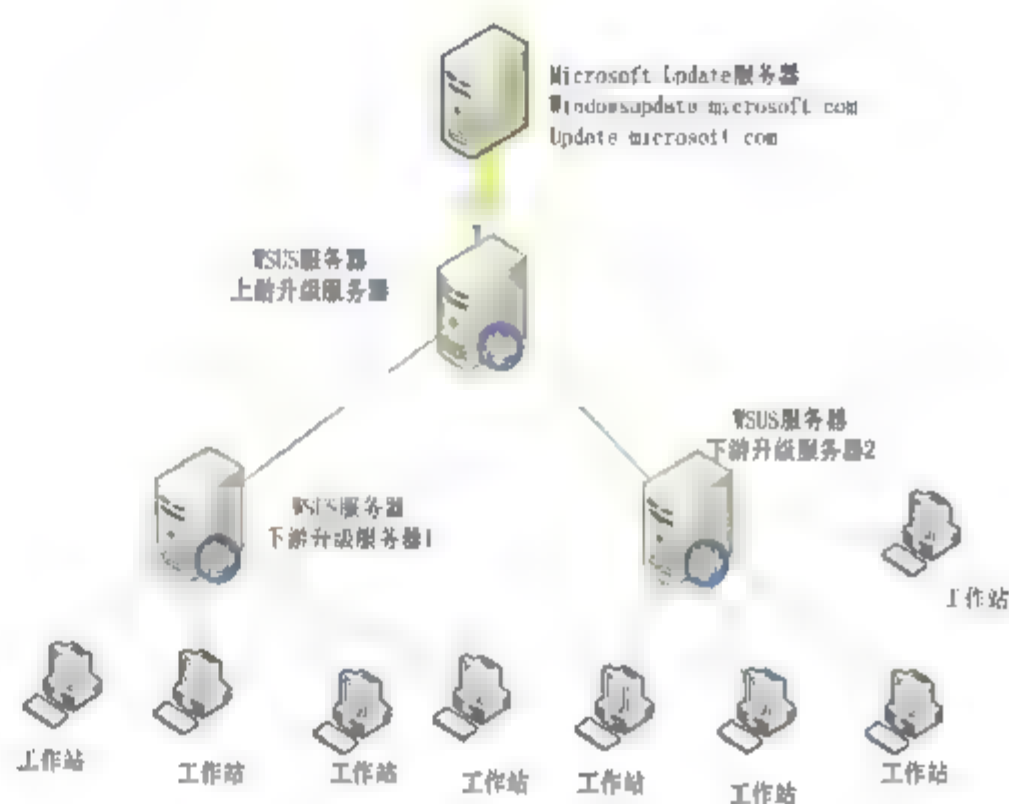 Microsoft Update服务器
Windowsupdate microsoft com
Update microsoft com
WSUS服务器
上游升级服务器
WSUS服务器
下游升级服务器2
WSUS服务器
下游升级服务器1
工作站
工作站
工作站
工作站
工作站
工作站
工作站
工作站